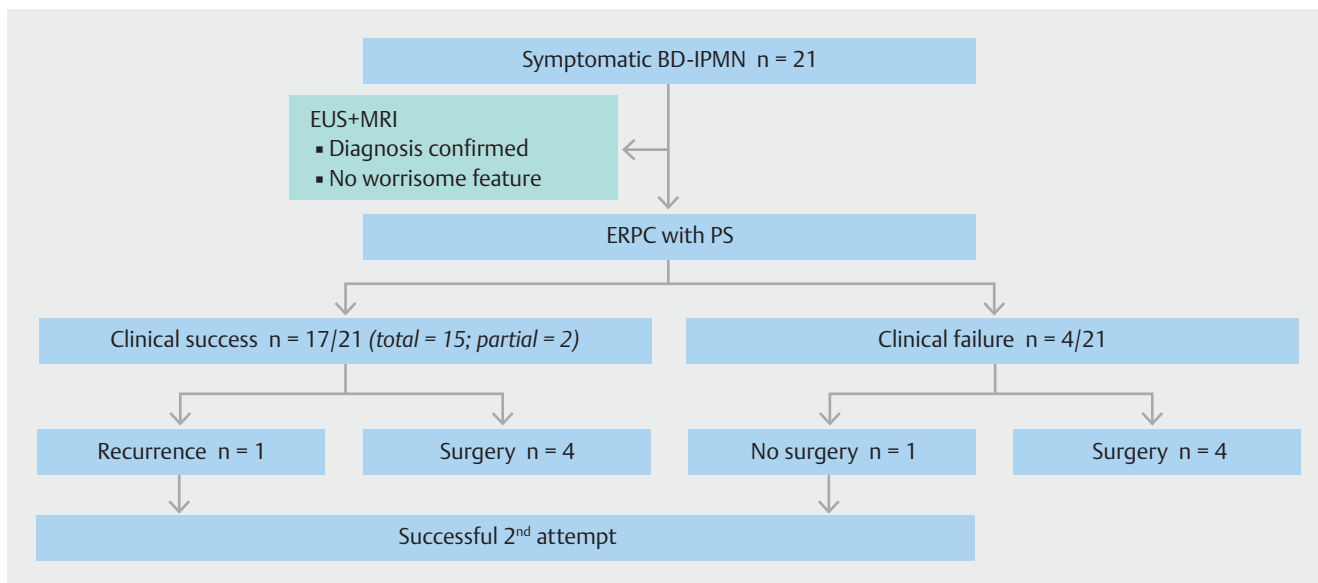 Symptomatic BD-IPMN n = 21
EUS+MRI
▪ Diagnosis confirmed
▪ No worrisome feature
ERPC with PS
Clinical success n = 17/21 (total = 15; partial = 2)
Clinical failure n = 4/21
Recurrence n = 1
Surgery n = 4
No surgery n = 1
Surgery n = 4
Successful 2nd attempt